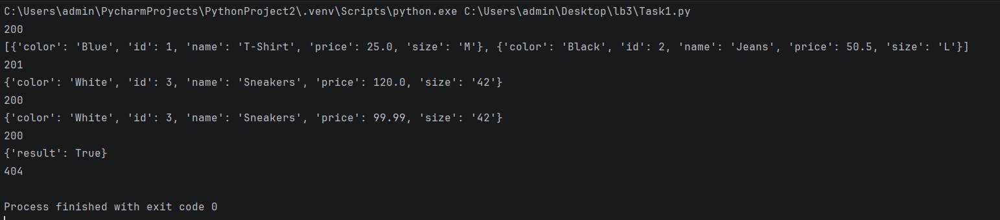 C:\Users\admin\PycharmProjects\PythonProject2\.venv\Scripts\python.exe C:\Users\admin\Desktop\lb3\Task1.py
200
[{'color': 'Blue', 'id': 1, 'name': 'T-Shirt', 'price': 25.0, 'size': 'M'}, {'color': 'Black', 'id': 2, 'name': 'Jeans', 'price': 50.5, 'size': 'L'}]
201
{'color': 'White', 'id': 3, 'name': 'Sneakers', 'price': 120.0, 'size': '42'}
200
{'color': 'White', 'id': 3, 'name': 'Sneakers', 'price': 99.99, 'size': '42'}
200
{'result': True}
404
Process finished with exit code 0